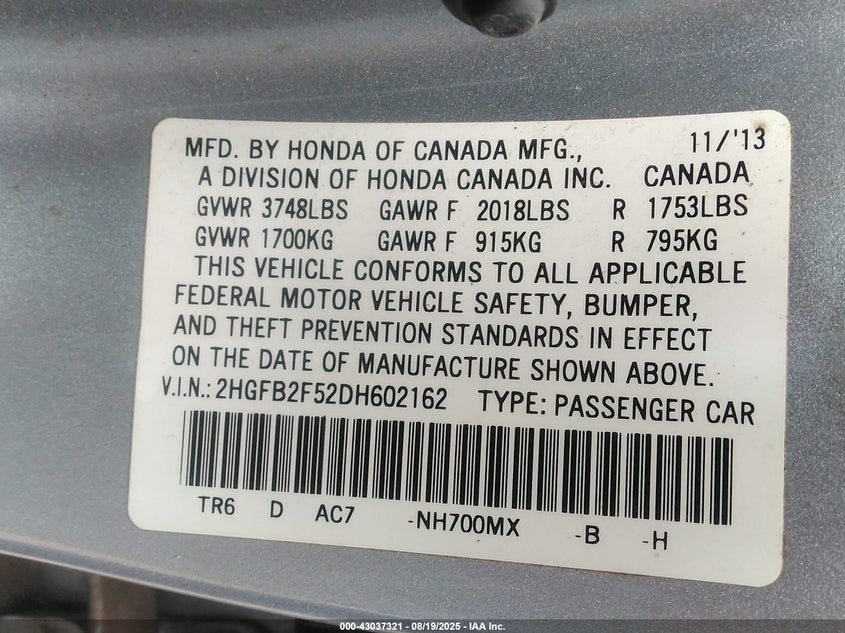 MFD. BY HONDA OF CANADA MFG., 11/'13
A DIVISION OF HONDA CANADA INC. CANADA
GVWR 3748LBS GAWR F 2018LBS R 1753LBS
GVWR 1700KG GAWR F 915KG R 795KG
THIS VEHICLE CONFORMS TO ALL APPLICABLE
FEDERAL MOTOR VEHICLE SAFETY, BUMPER,
AND THEFT PREVENTION STANDARDS IN EFFECT
ON THE DATE OF MANUFACTURE SHOWN ABOVE.
V.I.N.: 2HGFB2F52DH602162 TYPE: PASSENGER CAR
TR6 D AC7 -NH700MX -B -H
000-43037321 - 08/19/2025 - IAA Inc.